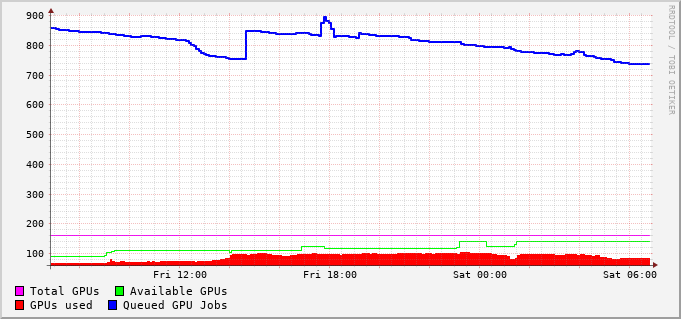 900
800
700
600
500
400
300
200
100
Fri 12:00 Fri 18:00 Sat 00:00 Sat 06:00
Total GPUs Available GPUs
GPUs used Queued GPU Jobs
RRDTOOL / TOBI OETIKER